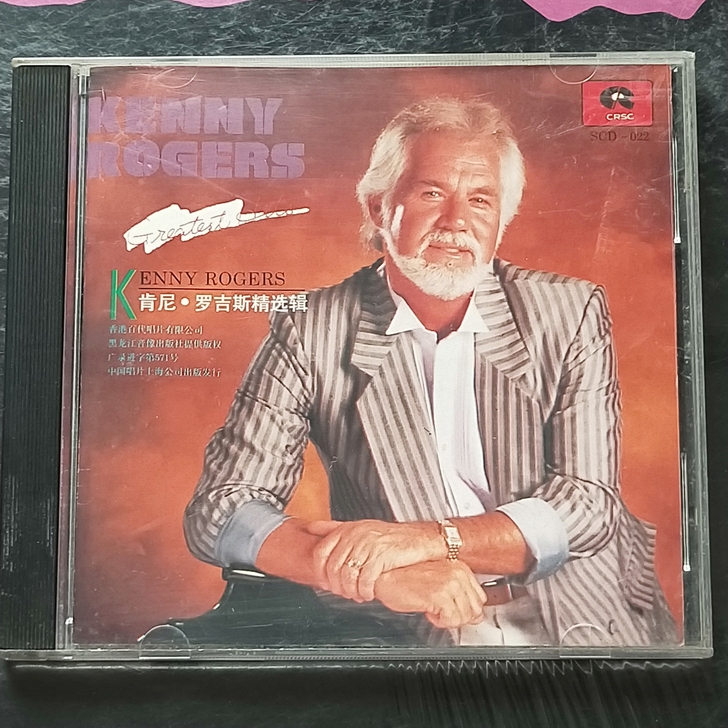 KENNY
ROGERS
CRSC
SCD-022
Greatest
KENNY ROGERS
肯尼•罗吉斯精选辑
香港百代唱片有限公司
黑龙江音像出版社提供版权
广录进字第571号
中国唱片上海公司出版发行